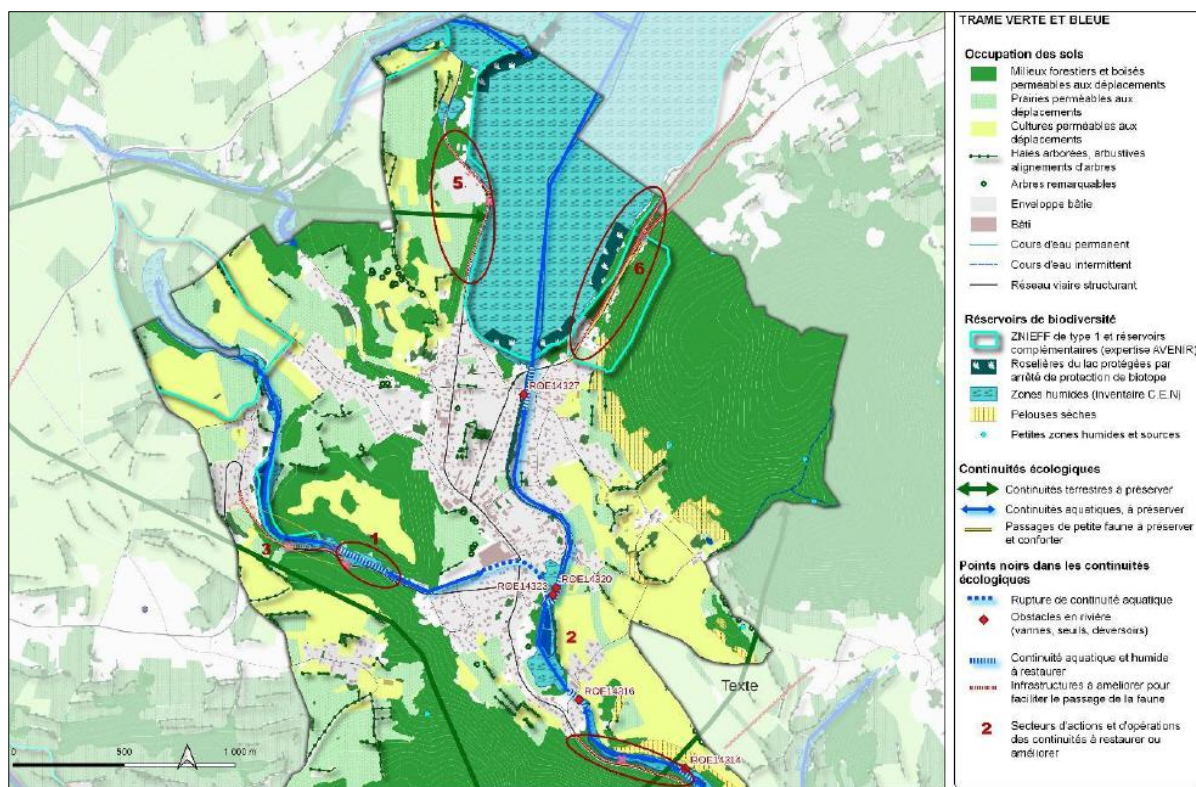 TRAME VERTE ET BLEUE
Occupation des sols
Milieux forestiers et boisés
perméables aux déplacements
Prairies perméables aux
déplacements
Cultures perméables aux
déplacements
Haies arborées, arbustives
alignements d'arbres
Arbres remarquables
Enveloppe bâtie
Bâti
Cours d'eau permanent
Cours d'eau intermittent
Réseau viaire structurant
Réservoirs de biodiversité
ZNIEFF de type 1 et réservoirs
complémentaires (expertise AVENIR)
Roselières du lac protégées par
arrêté de protection de biotope
Zones humides (Inventaire C.E.N)
Pelouses sèches
Petites zones humides et sources
Continuités écologiques
Continuités terrestres à préserver
Continuités aquatiques, à préserver
Passages de petite faune à préserver
et conforter
Points noirs dans les continuités
écologiques
Rupture de continuité aquatique
Obstacles en rivière
(vannes, seuils, déversoirs)
Continuité aquatique et humide
à restaurer
Infrastructures à améliorer pour
faciliter le passage de la faune
2
Secteurs d'actions et d'opérations
des continuités à restaurer ou
améliorer
5
6
ROE14327
1
3
ROE14323
ROE14320
2
Texte
ROE14316
ROE14314
0 500 1 000 m